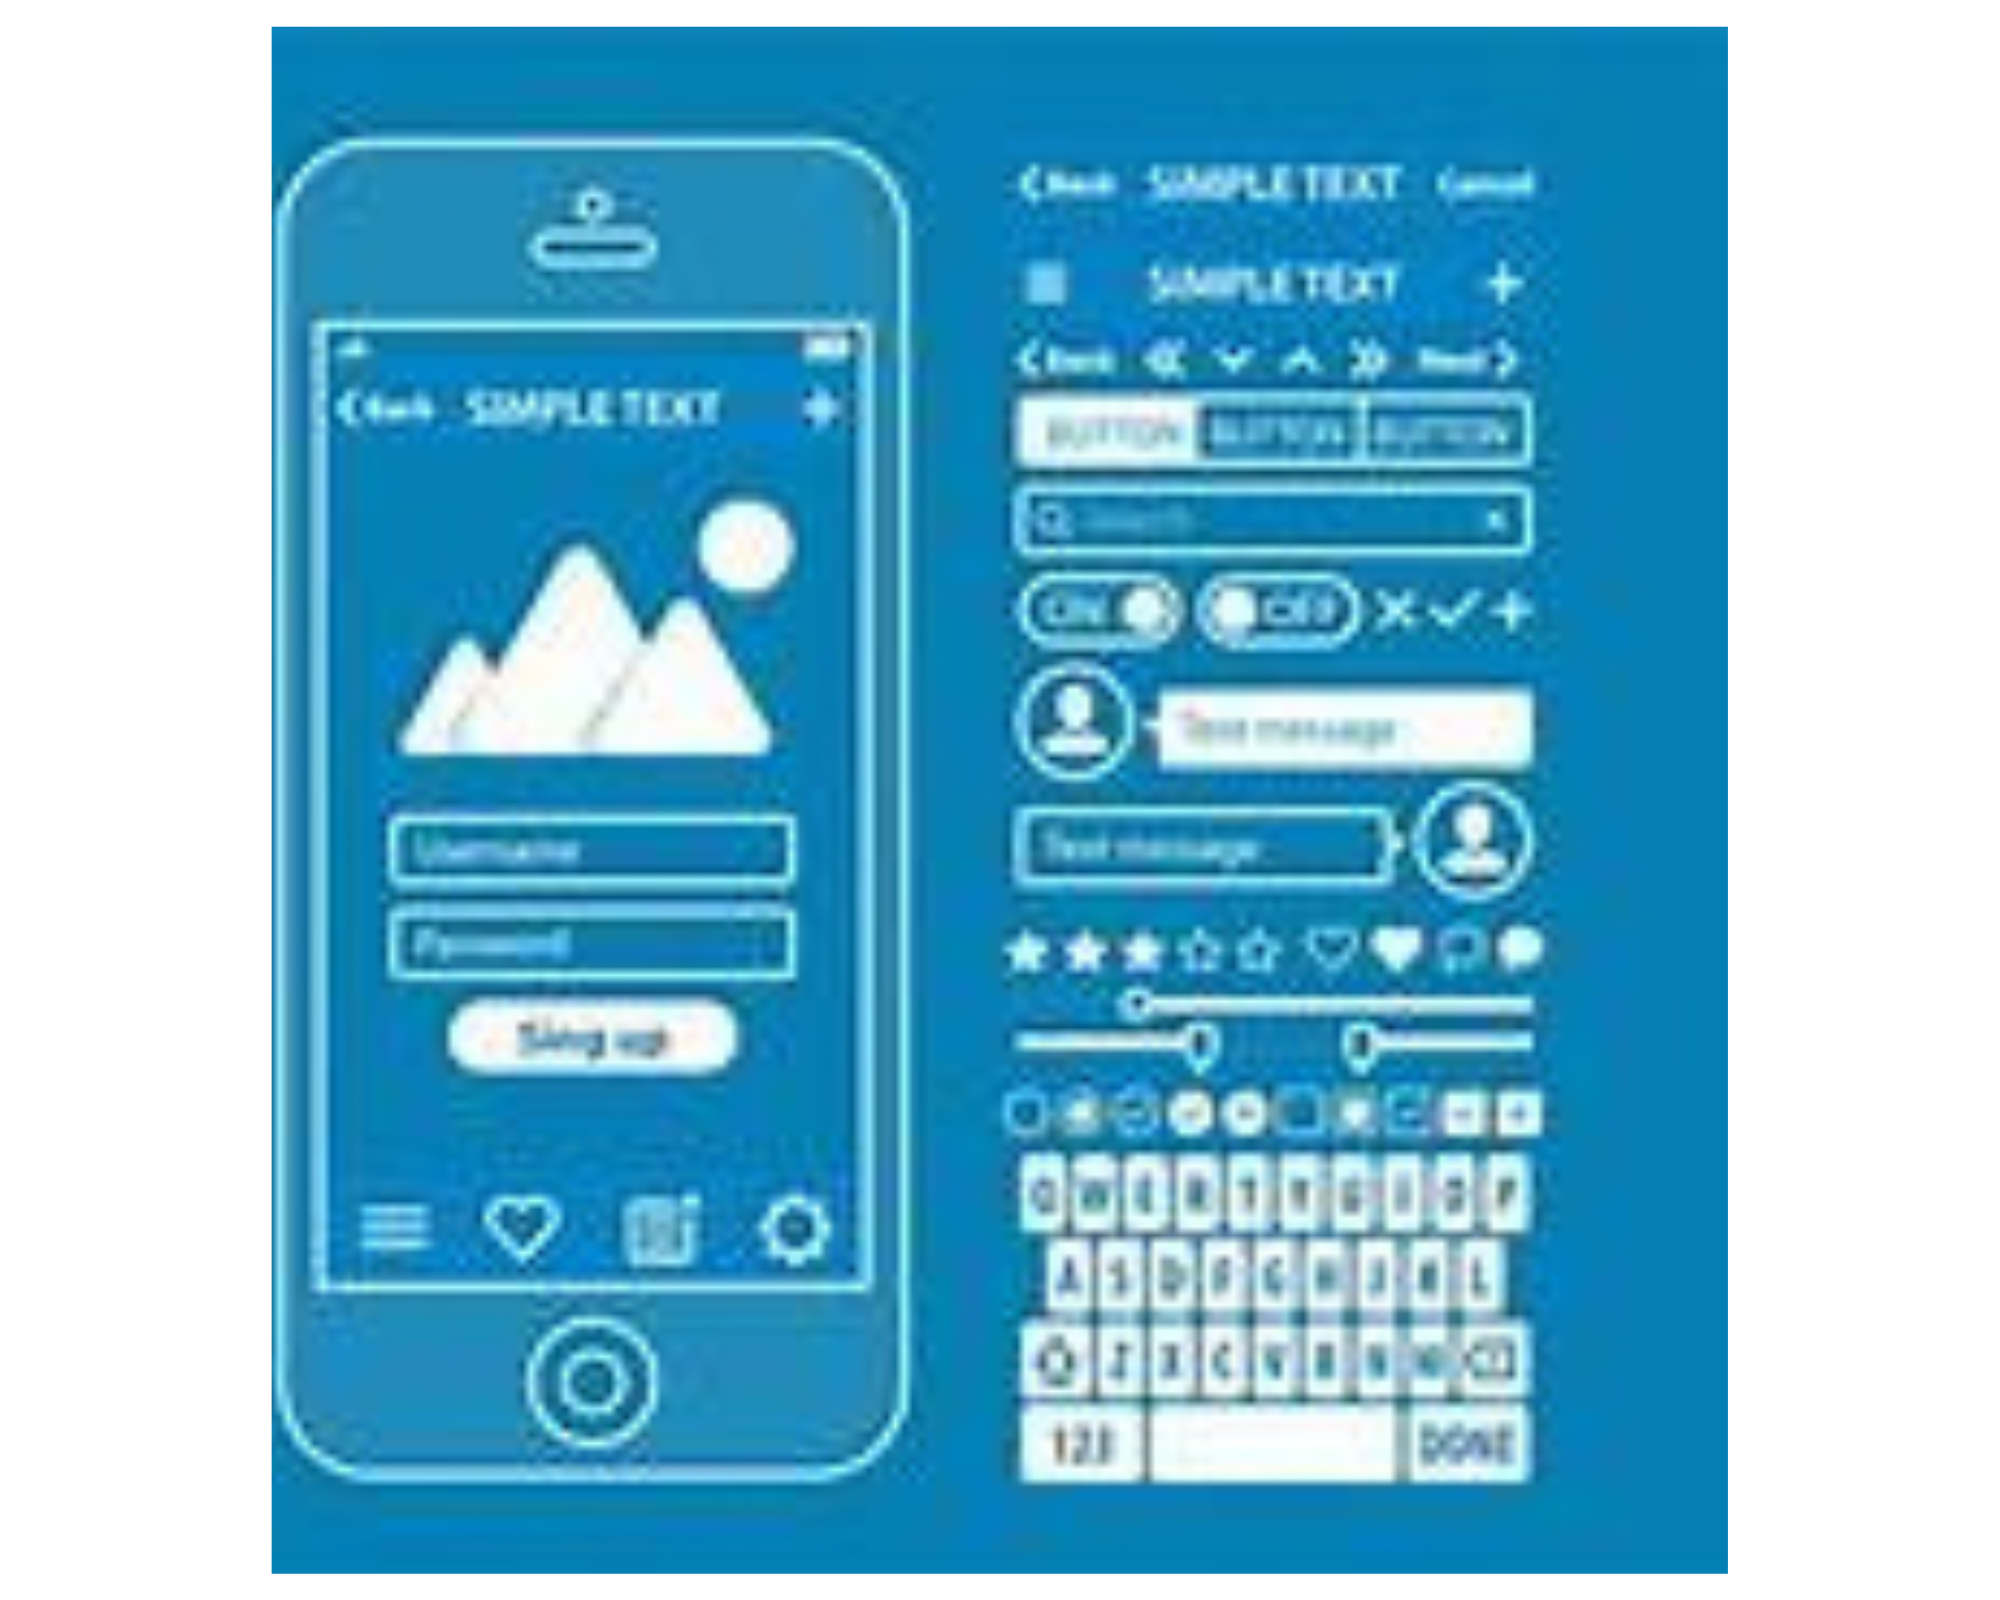 Back SIMPLE TEXT
Username
Password
Sing up
Back SIMPLE TEXT Cancel
SIMPLE TEXT
Back Next
BUTTON BUTTON BUTTON
Search
ON OFF
Text message
Text message
Q W E R T Y U I O P
A S D F G H J K L
Z X C V B N M
123 DONE